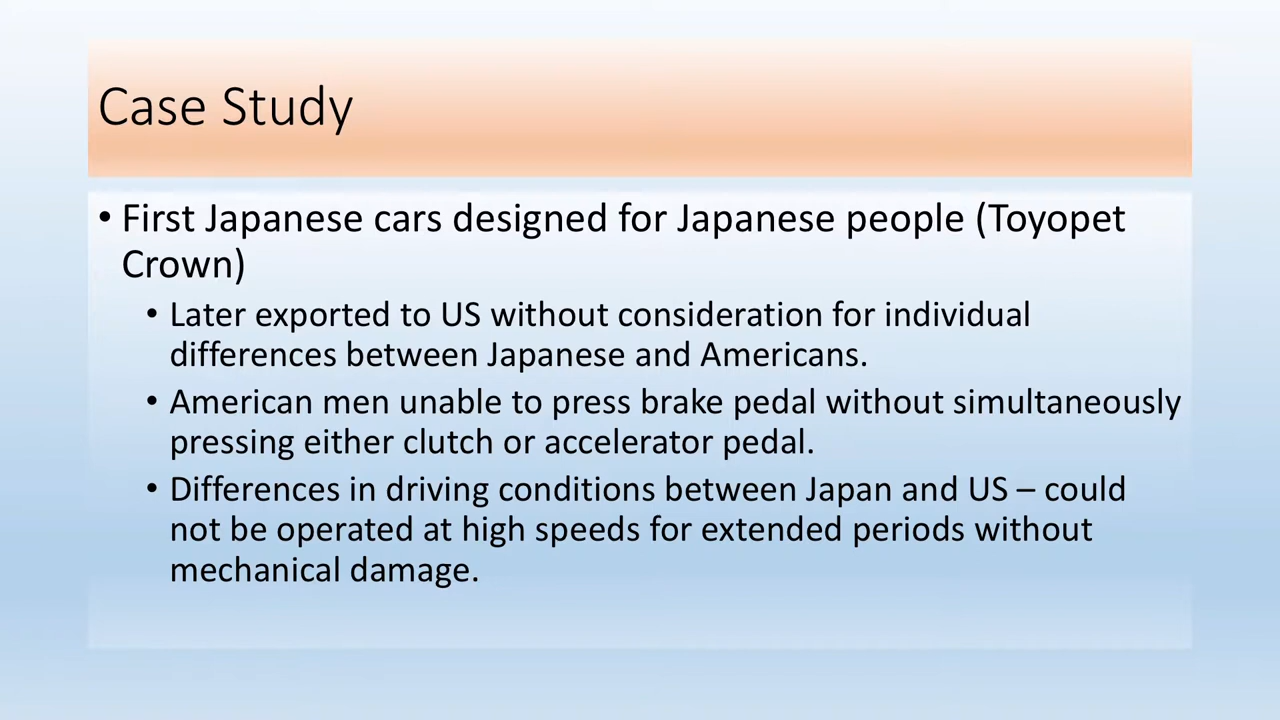 Case Study
• First Japanese cars designed for Japanese people (Toyopet
Crown)
• Later exported to US without consideration for individual
differences between Japanese and Americans.
• American men unable to press brake pedal without simultaneously
pressing either clutch or accelerator pedal.
• Differences in driving conditions between Japan and US – could
not be operated at high speeds for extended periods without
mechanical damage.